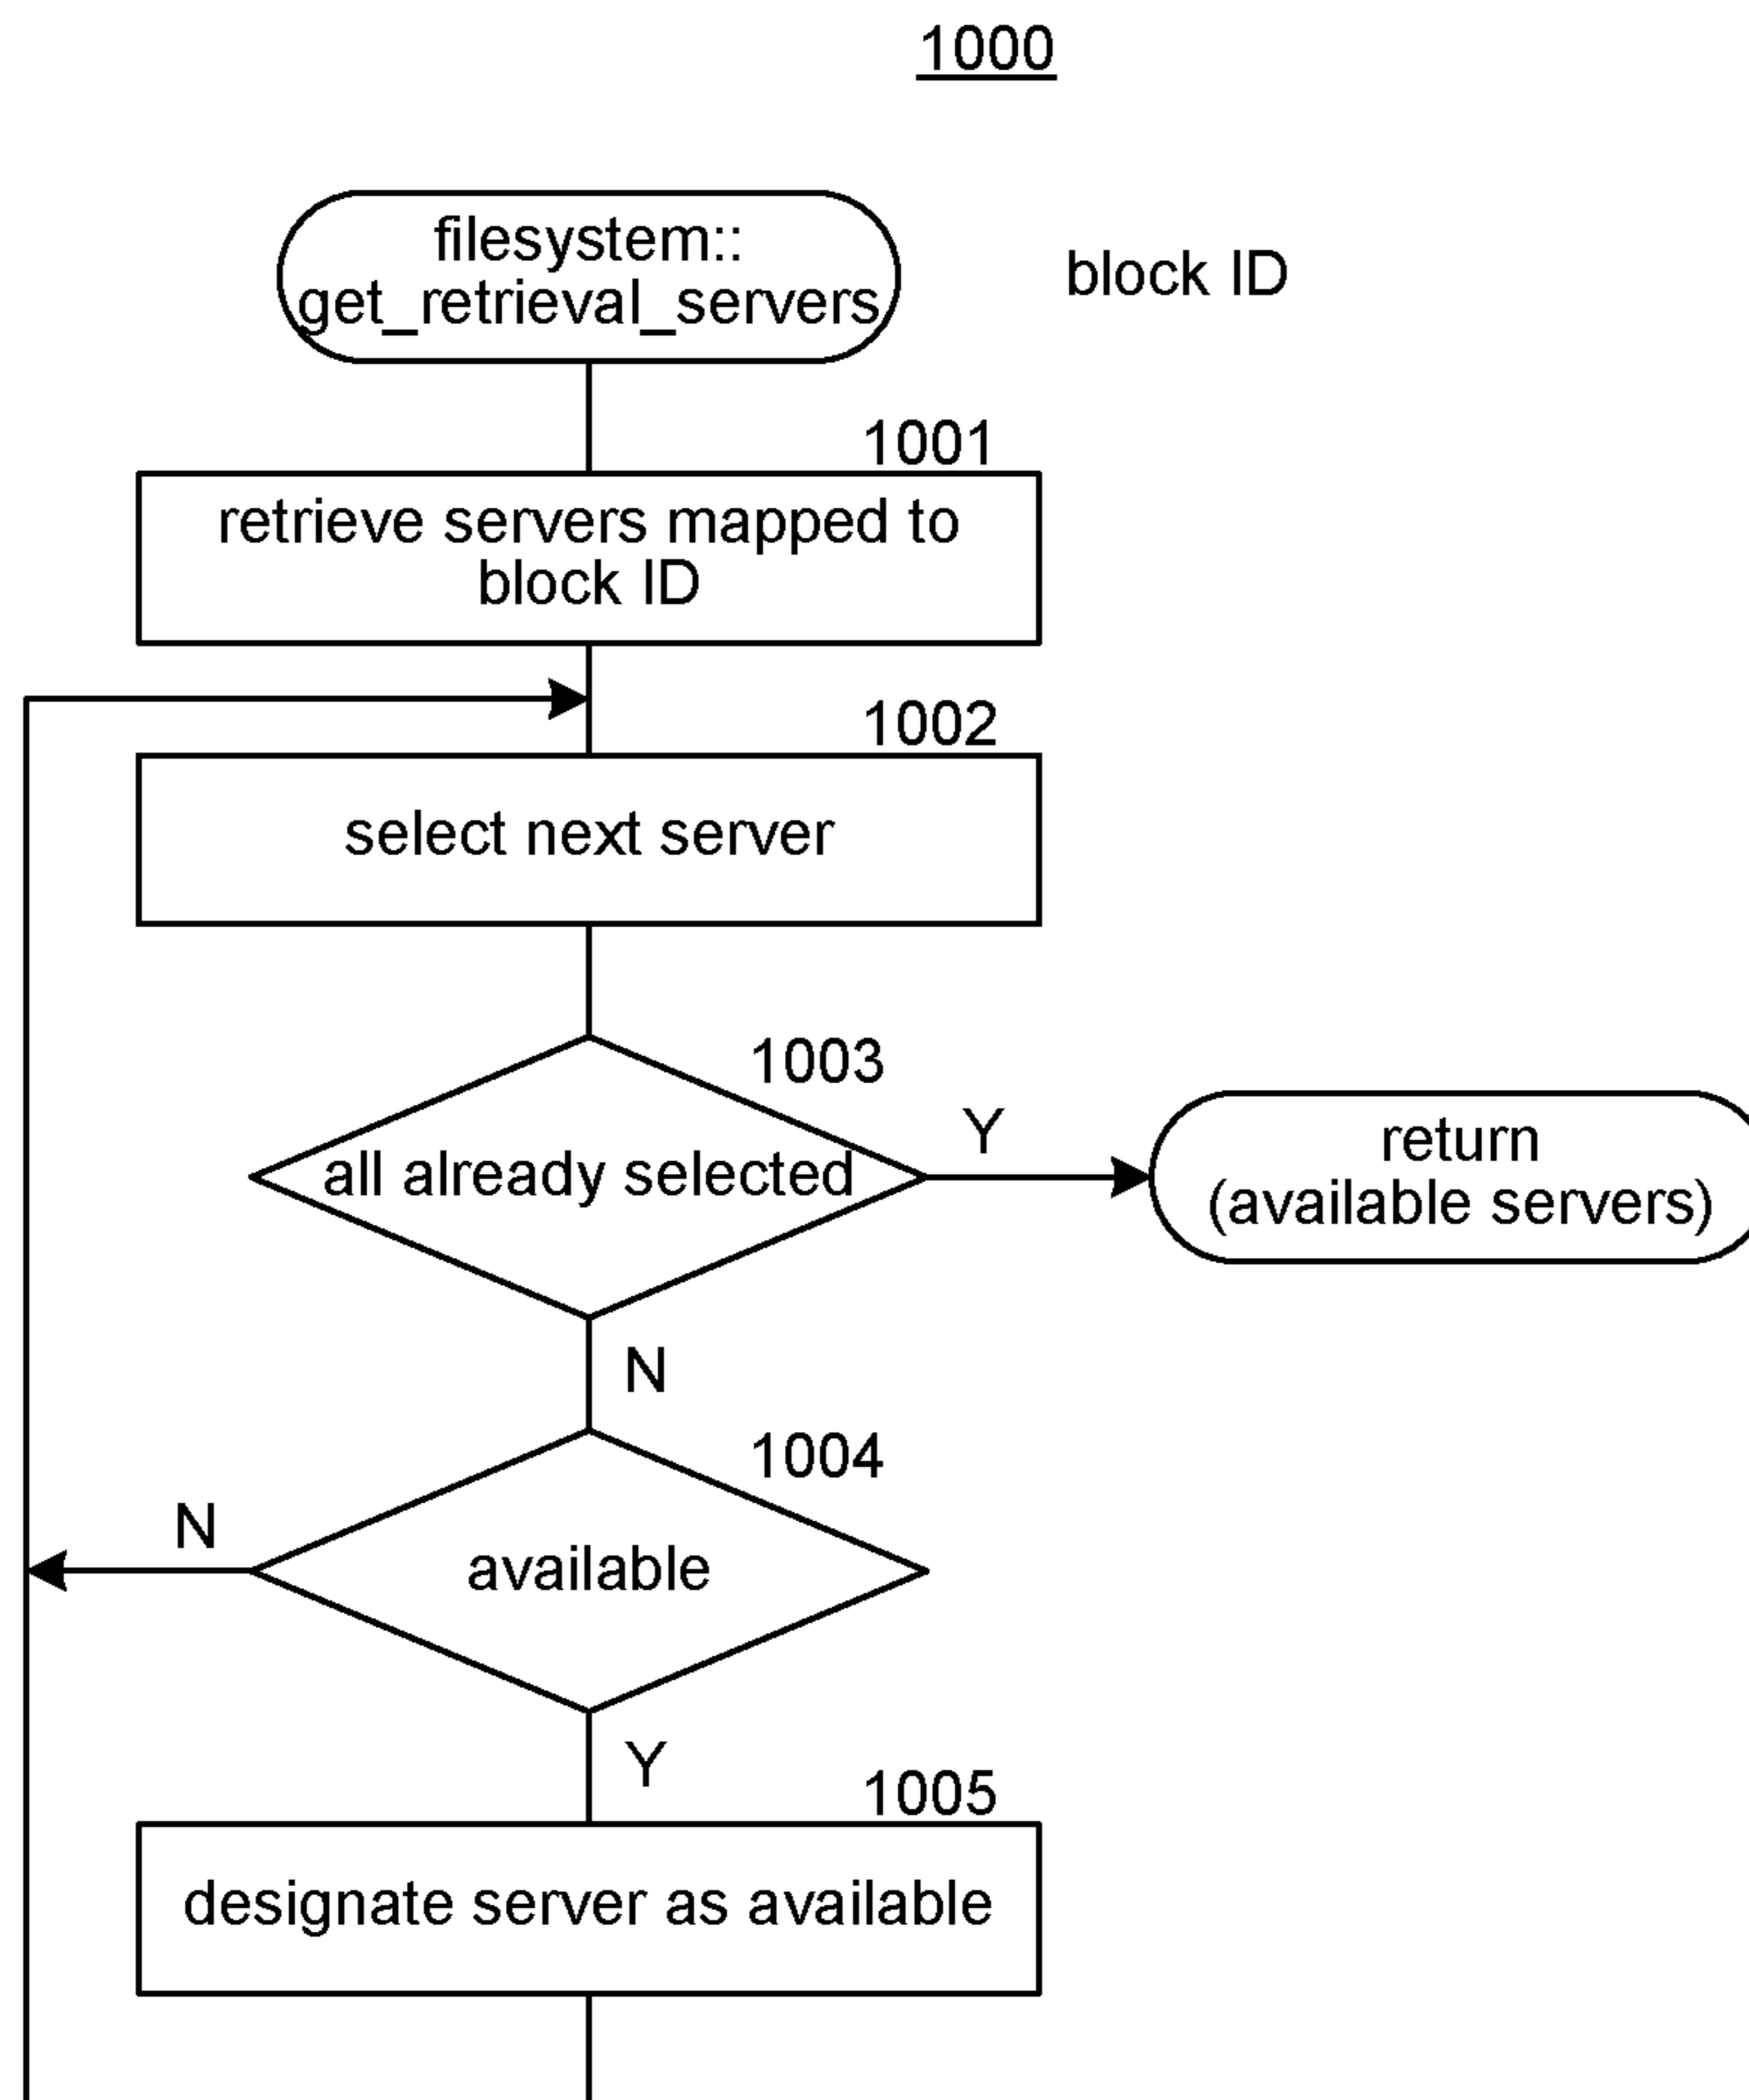 1000
filesystem::
get_retrieval_servers
block ID
1001
retrieve servers mapped to
block ID
1002
select next server
1003
all already selected
Y
return
(available servers)
N
1004
N
available
Y
1005
designate server as available